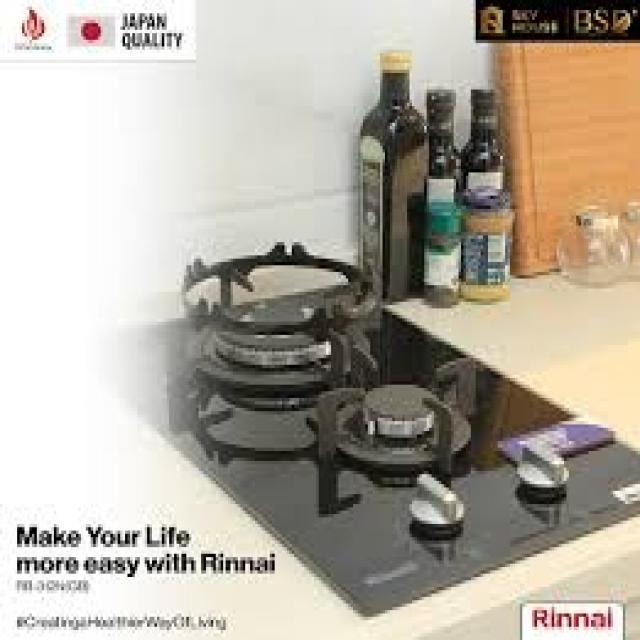 JAPAN
QUALITY
SKY
HOUSE
BSD+
Make Your Life
more easy with Rinnai
#CreatingaHealthierWayOfLiving
Rinnai